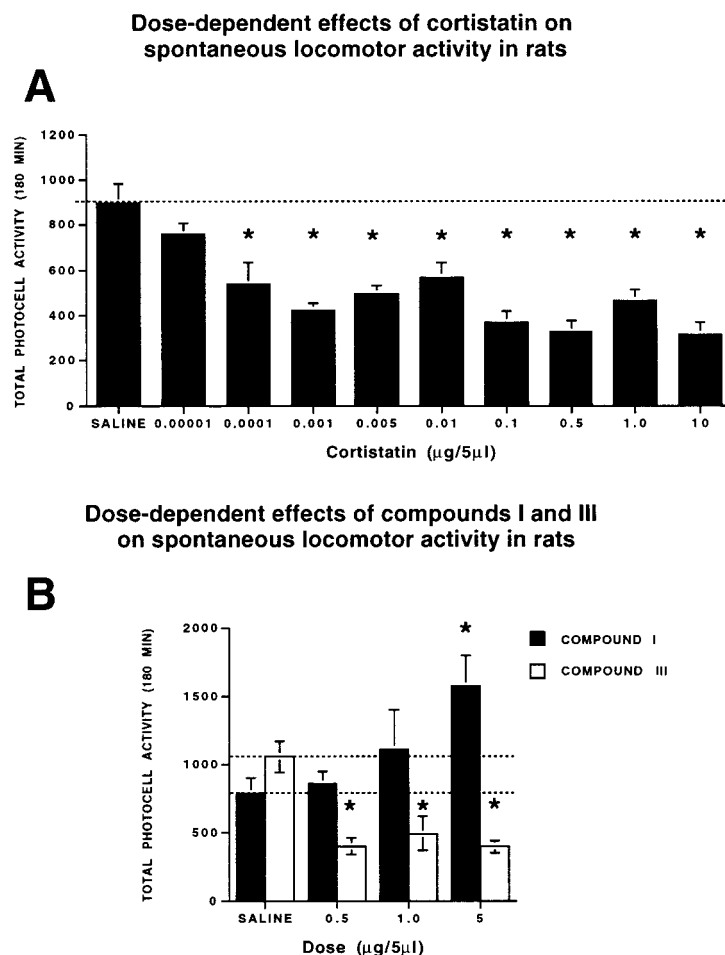 Dose-dependent effects of cortistatin on
spontaneous locomotor activity in rats
A
TOTAL PHOTOCELL ACTIVITY (180 MIN)
1200
1000
800
600
400
200
0
* * * * * * * *
SALINE 0.00001 0.0001 0.001 0.005 0.01 0.1 0.5 1.0 10
Cortistatin (μg/5μl)
Dose-dependent effects of compounds I and III
on spontaneous locomotor activity in rats
B
TOTAL PHOTOCELL ACTIVITY (180 MIN)
2000
1500
1000
500
0
*
* * *
COMPOUND I
COMPOUND III
SALINE 0.5 1.0 5
Dose (μg/5μl)